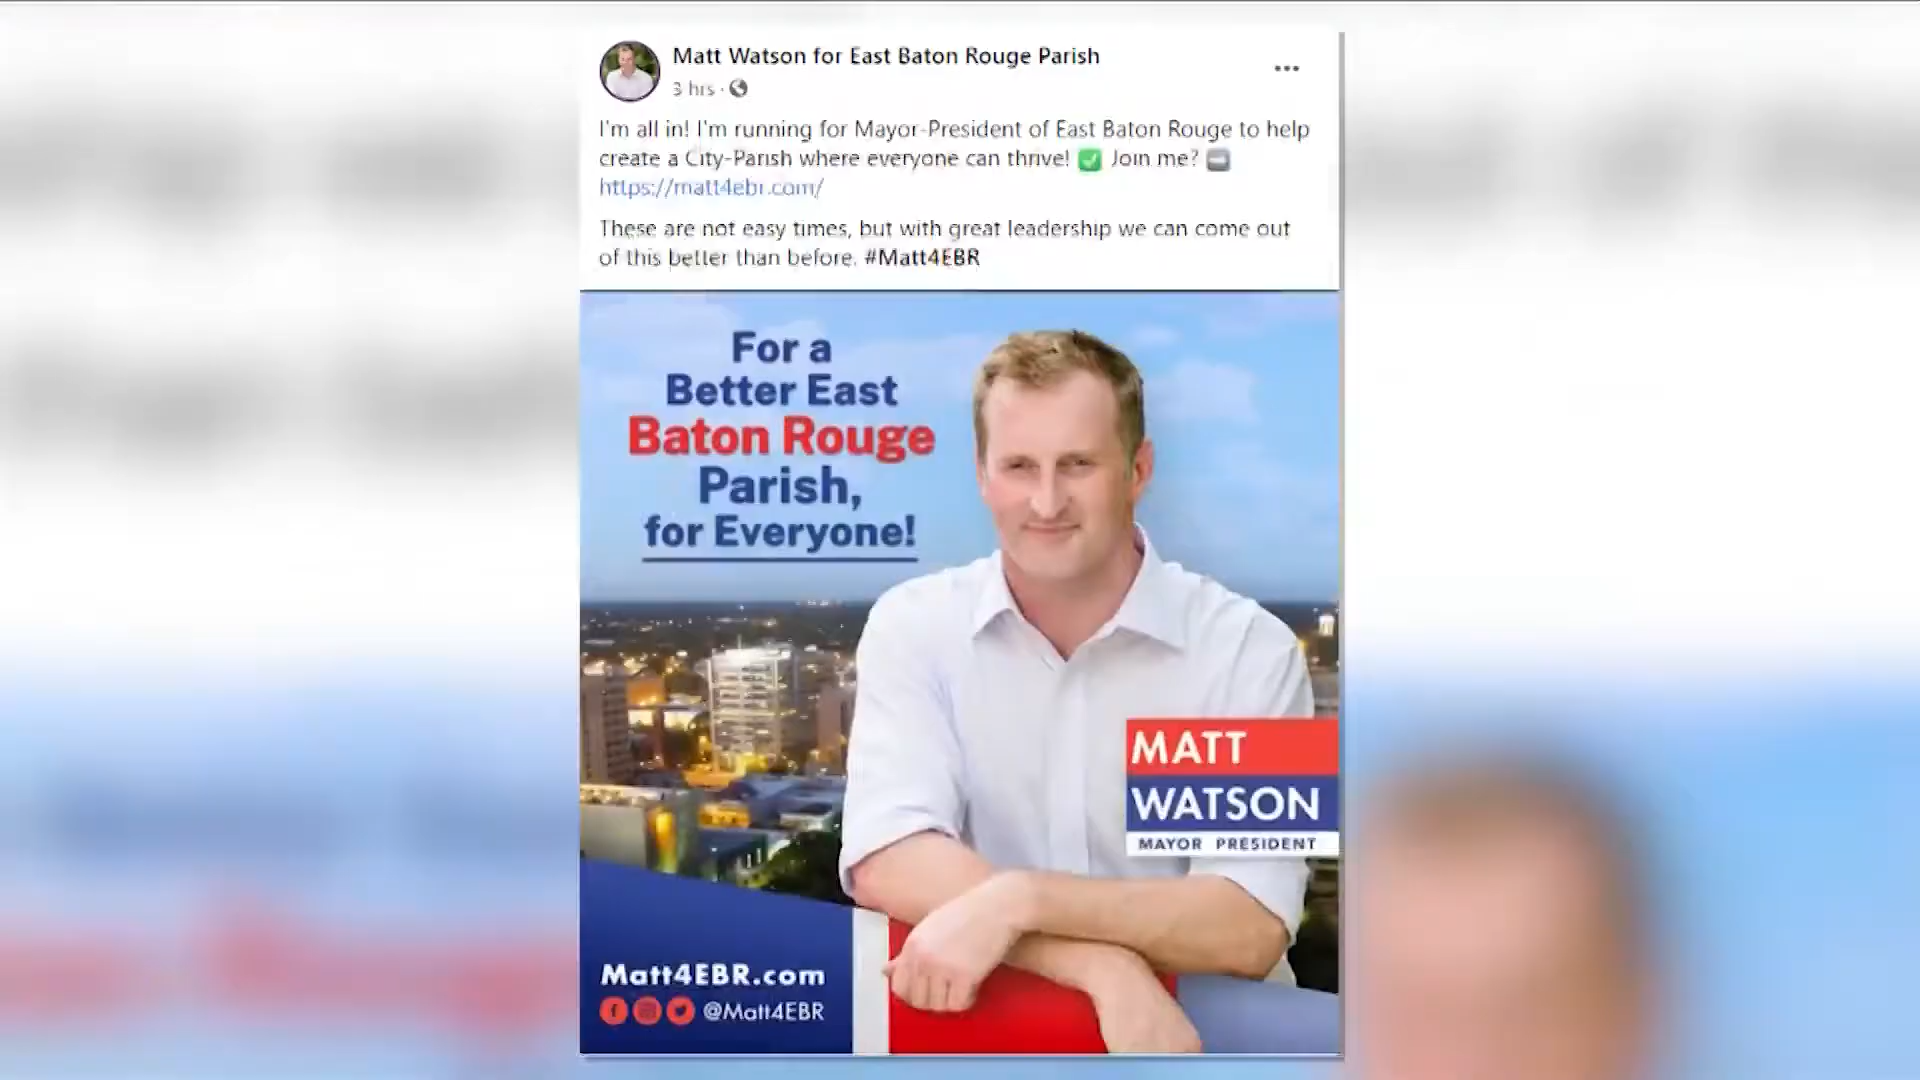 Matt Watson for East Baton Rouge Parish
3 hrs ·
I'm all in! I'm running for Mayor-President of East Baton Rouge to help
create a City-Parish where everyone can thrive! ✅ Join me? ➡
https://matt4ebr.com/
These are not easy times, but with great leadership we can come out
of this better than before. #Matt4EBR
For a
Better East
Baton Rouge
Parish,
for Everyone!
MATT
WATSON
MAYOR PRESIDENT
Matt4EBR.com
@Matt4EBR